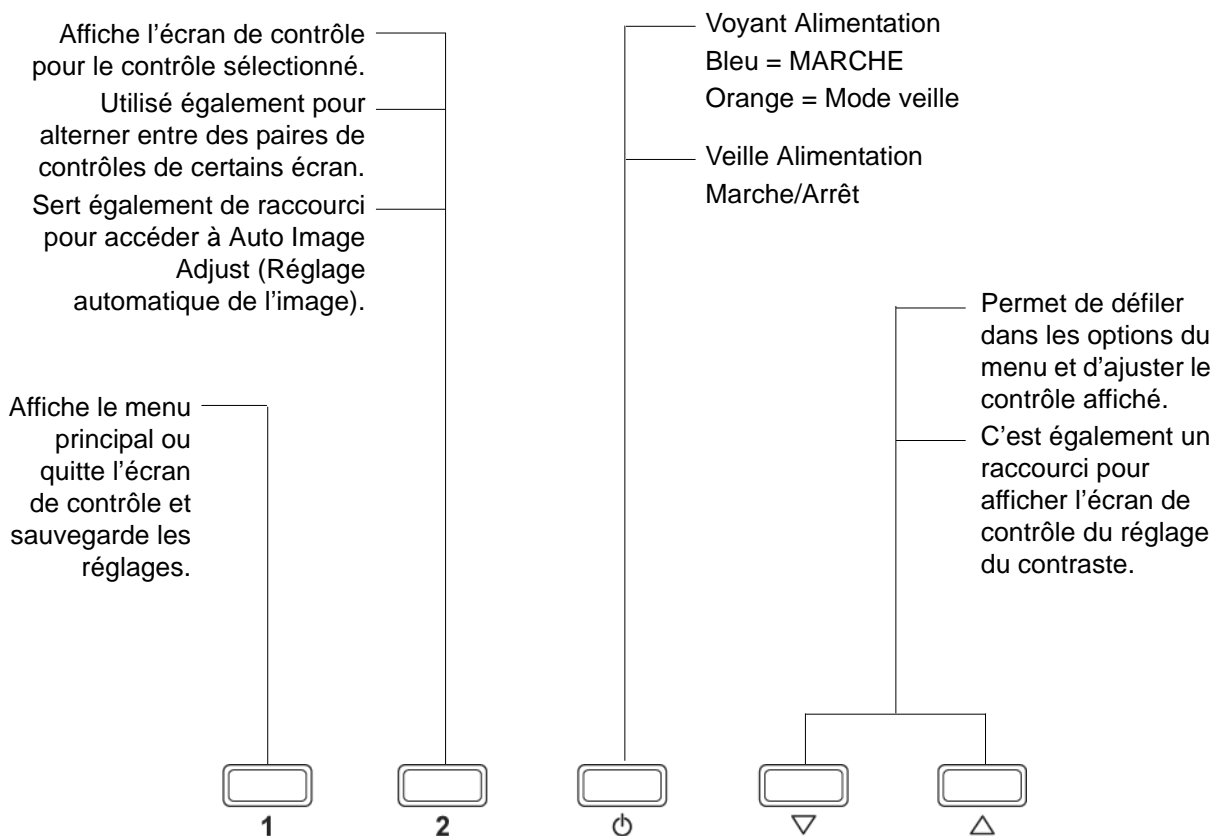 Affiche l’écran de contrôle
pour le contrôle sélectionné.
Utilisé également pour
alterner entre des paires de
contrôles de certains écran.
Sert également de raccourci
pour accéder à Auto Image
Adjust (Réglage
automatique de l’image).
Affiche le menu
principal ou
quitte l’écran
de contrôle et
sauvegarde les
réglages.
Voyant Alimentation
Bleu = MARCHE
Orange = Mode veille
Veille Alimentation
Marche/Arrêt
Permet de défiler
dans les options du
menu et d’ajuster le
contrôle affiché.
C’est également un
raccourci pour
afficher l’écran de
contrôle du réglage
du contraste.
1
2